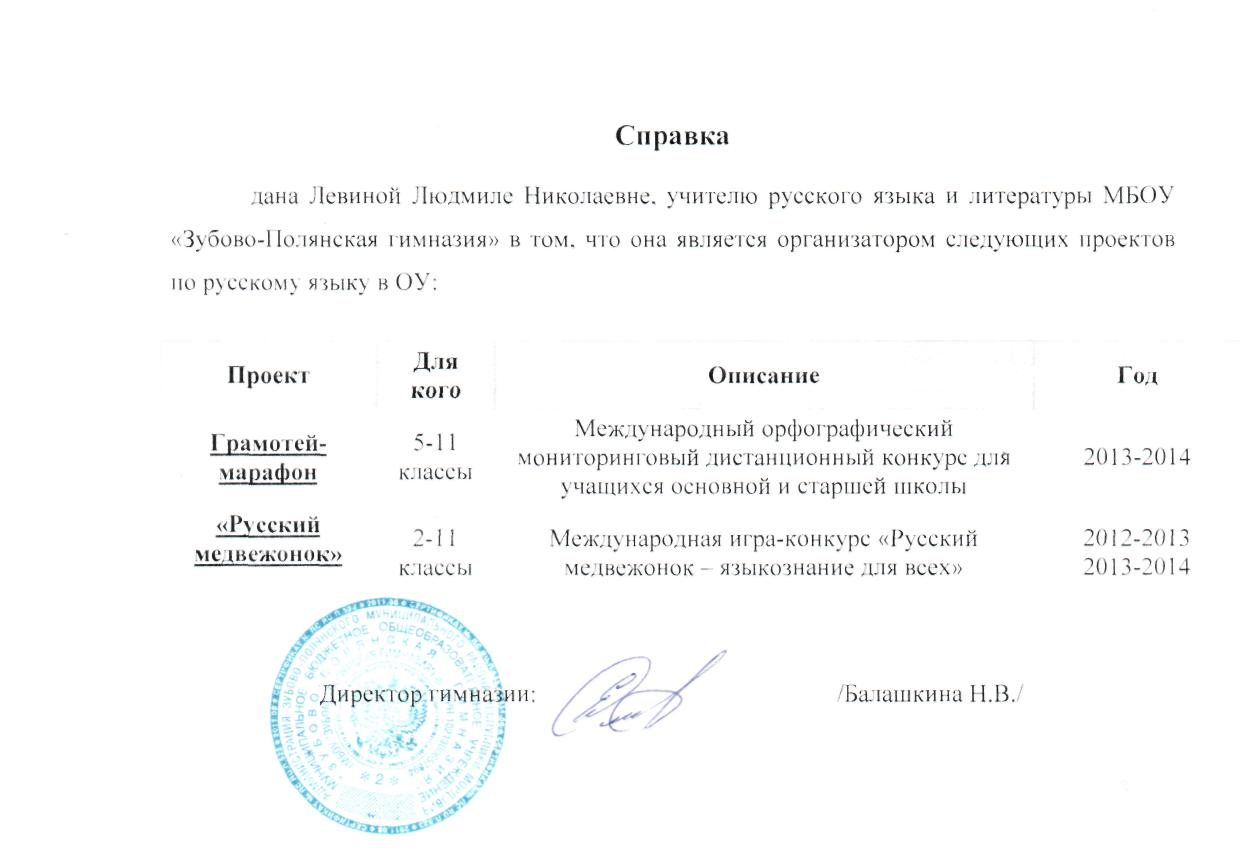 Справка
дана Левиной Людмиле Николаевне, учителю русского языка и литературы МБОУ
«Зубово-Полянская гимназия» в том, что она является организатором следующих проектов
по русскому языку в ОУ:
Проект Для кого Описание Год
Грамотей-
марафон
5-11
классы
Международный орфографический
мониторинговый дистанционный конкурс для
учащихся основной и старшей школы
2013-2014
«Русский
медвежонок»
2-11
классы
Международная игра-конкурс «Русский
медвежонок – языкознание для всех»
2012-2013
2013-2014
Директор гимназии: /Балашкина Н.В./